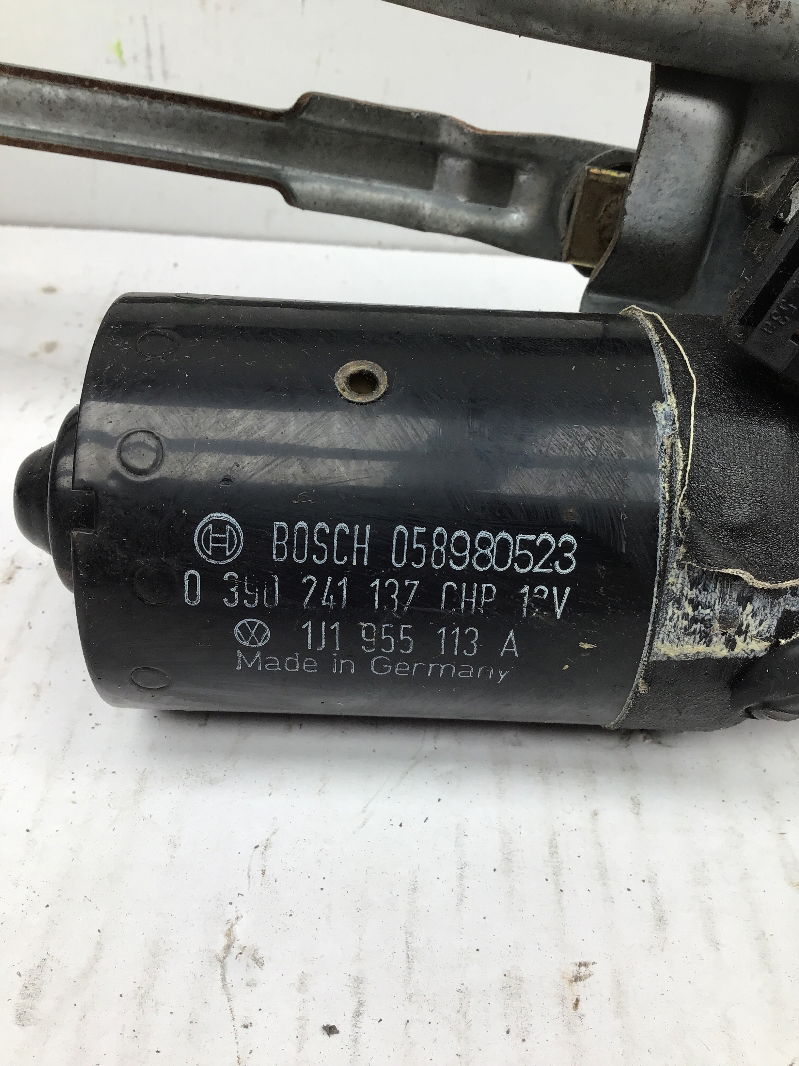 BOSCH 058980523
0 390 241 137 CHP 12V
1J1 955 113 A
Made in Germany